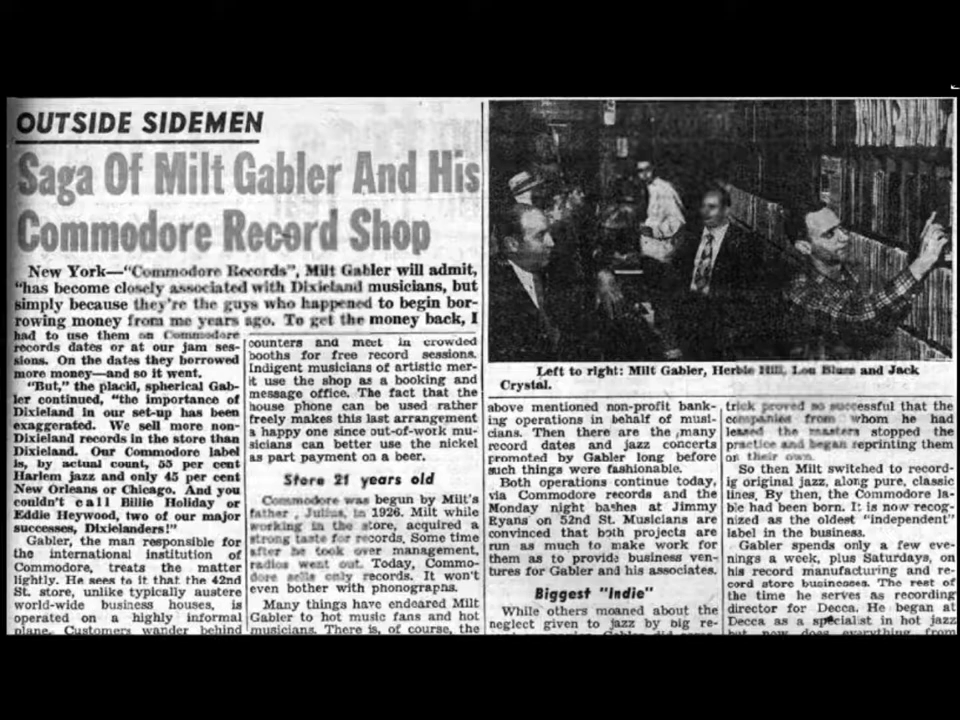 OUTSIDE SIDEMEN
Saga Of Milt Gabler And His
Commodore Record Shop
New York—"Commodore Records", Milt Gabler will admit,
"has become closely associated with Dixieland musicians, but
simply because they're the guys who happened to begin bor-
rowing money from me years ago. To get the money back, I
had to use them on Commodore
records dates or at our jam ses-
sions. On the dates they borrowed
more money—and so it went.
"But," the placid, spherical Gab-
ler continued, "the importance of
Dixieland in our set-up has been
exaggerated. We sell more non-
Dixieland records in the store than
Dixieland. Our Commodore label
is, by actual count, 55 per cent
Harlem jazz and only 45 per cent
New Orleans or Chicago. And you
couldn't call Billie Holiday or
Eddie Heywood, two of our major
successes, Dixielanders!"
Gabler, the man responsible for
the international institution of
Commodore, treats the matter
lightly. He sees to it that the 42nd
St. store, unlike typically austere
world-wide business houses, is
operated on a highly informal
plane. Customers wander behind
counters and meet in crowded
booths for free record sessions.
Indigent musicians of artistic mer-
it use the shop as a booking and
message office. The fact that the
house phone can be used rather
freely makes this last arrangement
a happy one since out-of-work mu-
sicians can better use the nickel
as part payment on a beer.
Store 21 years old
Commodore was begun by Milt's
father, Julius, in 1926. Milt while
working in the store, acquired a
strong taste for records. Some time
after he took over management,
radios went out. Today, Commo-
dore sells only records. It won't
even bother with phonographs.
Many things have endeared Milt
Gabler to hot music fans and hot
musicians. There is, of course, the
Left to right: Milt Gabler, Herbie Hill, Lou Blum and Jack
Crystal.
above mentioned non-profit bank-
ing operations in behalf of musi-
cians. Then there are the many
record dates and jazz concerts
promoted by Gabler long before
such things were fashionable.
Both operations continue today,
via Commodore records and the
Monday night bashes at Jimmy
Ryans on 52nd St. Musicians are
convinced that both projects are
run as much to make work for
them as to provide business ven-
tures for Gabler and his associates.
Biggest "Indie"
While others moaned about the
neglect given to jazz by big re-
trick proved so successful that the
companies from whom he had
leased the masters stopped the
practice and began reprinting them
on their own.
So then Milt switched to record-
ig original jazz, along pure, classic
lines. By then, the Commodore la-
ble had been born. It is now recog-
nized as the oldest "independent"
label in the business.
Gabler spends only a few eve-
nings a week, plus Saturdays, on
his record manufacturing and re-
cord store businesses. The rest of
the time he serves as recording
director for Decca. He began at
Decca as a specialist in hot jazz
but now does everything from